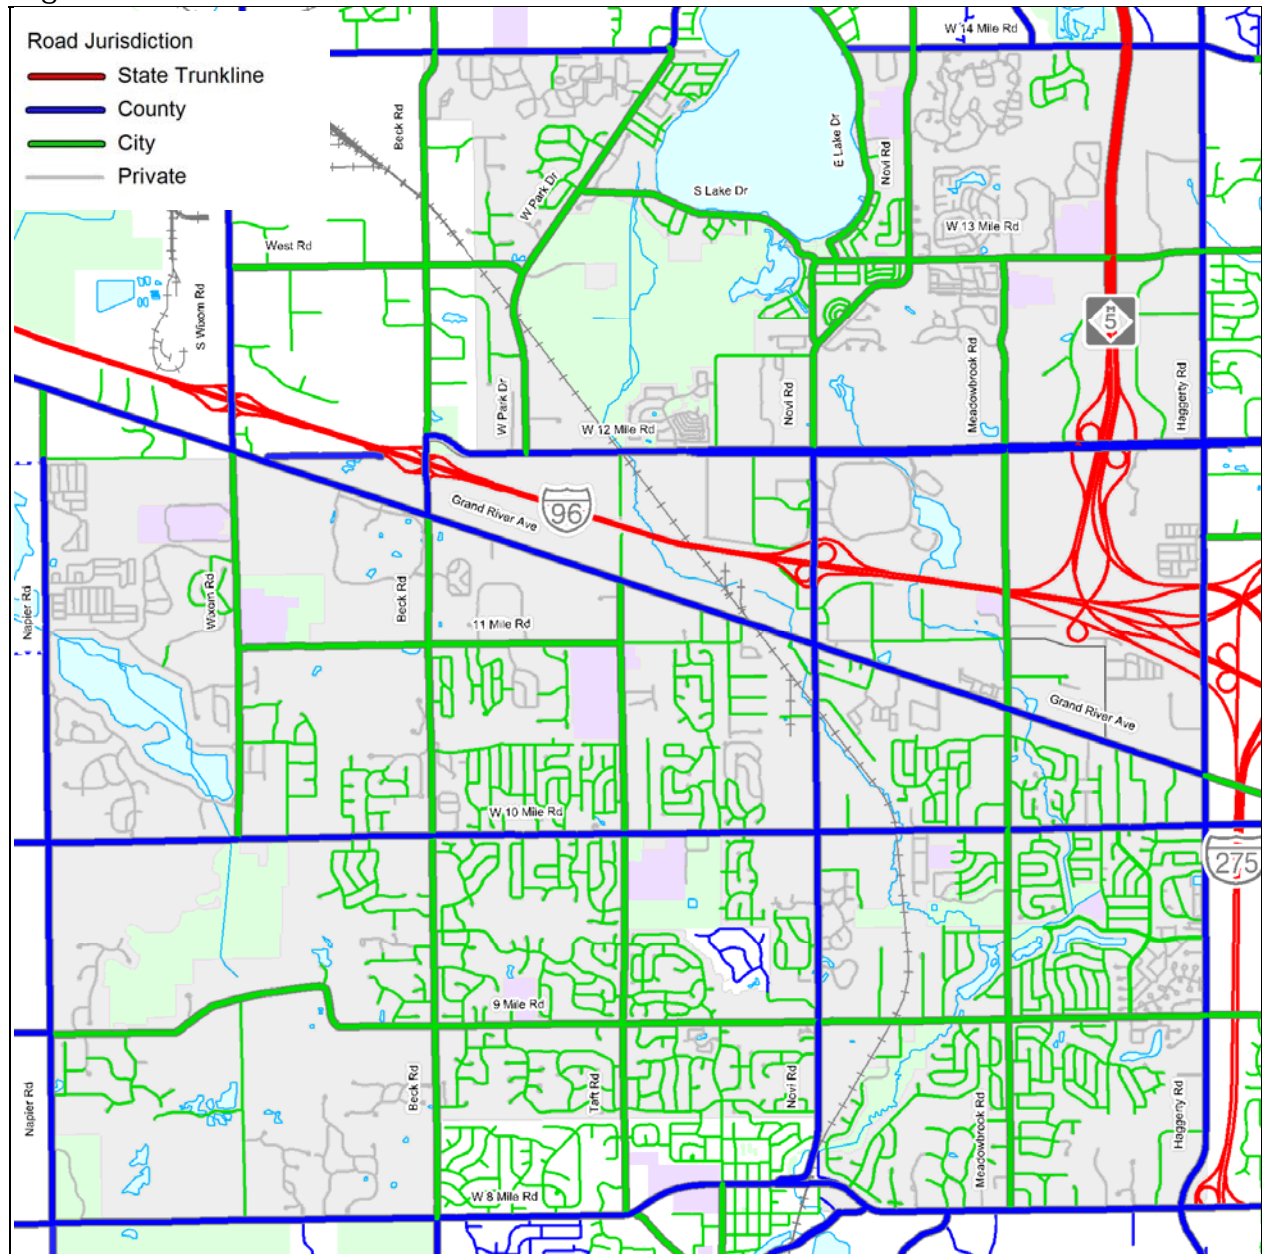 Road Jurisdiction
State Trunkline
County
City
Private
W 14 Mile Rd
Beck Rd
E Lake Dr
Novi Rd
W Park Dr
S Lake Dr
W 13 Mile Rd
West Rd
S Wixom Rd
M
5
Meadowbrook Rd
Haggerty Rd
W Park Dr
Novi Rd
W 12 Mile Rd
Grand River Ave
96
Napier Rd
Wixom Rd
Beck Rd
11 Mile Rd
Grand River Ave
W 10 Mile Rd
275
9 Mile Rd
Napier Rd
Beck Rd
Taft Rd
Novi Rd
Meadowbrook Rd
Haggerty Rd
W 8 Mile Rd